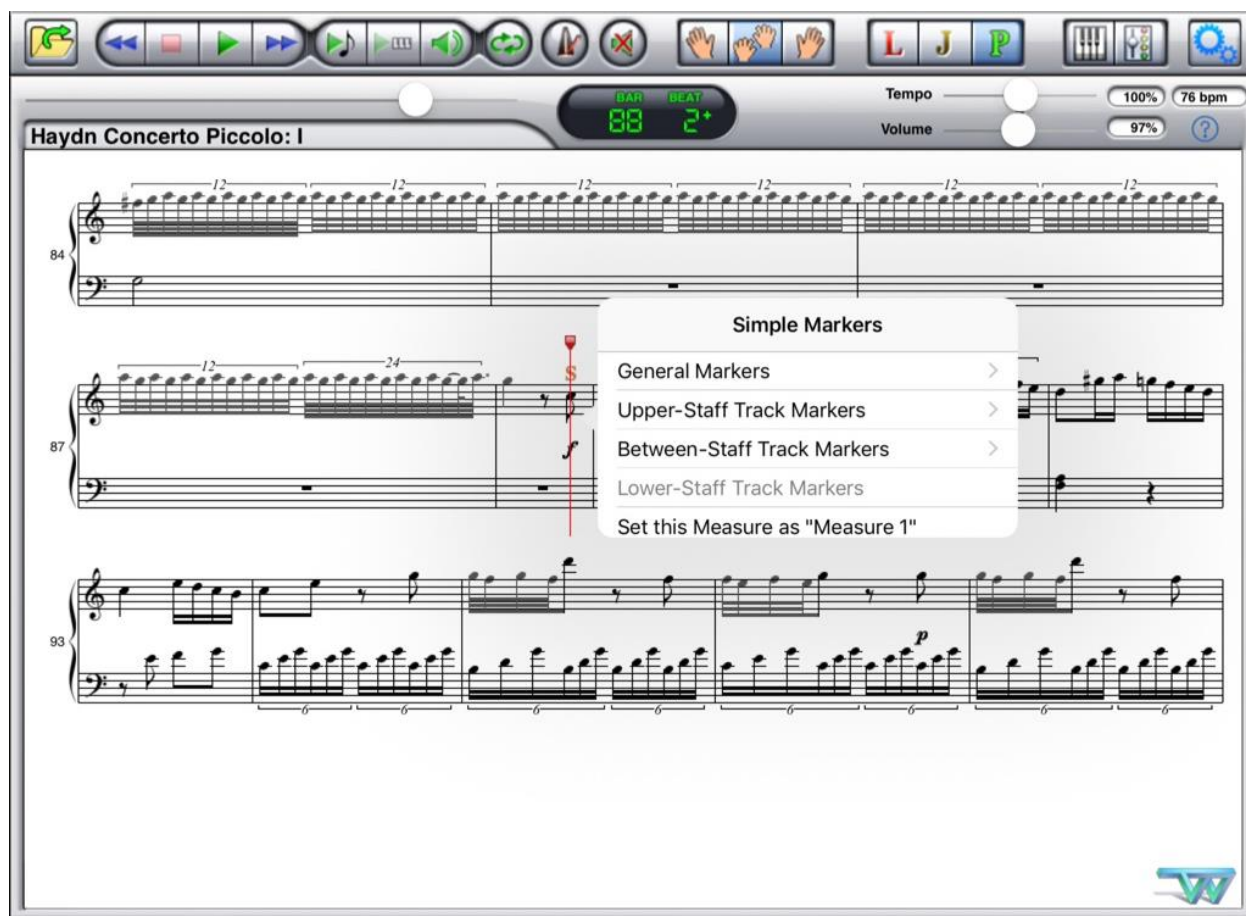 L J P
BAR BEAT
88 2+
Tempo 100% 76 bpm
Volume 97% ?
Haydn Concerto Piccolo: I
12 12 12 12 12 12
84
12 24
S
87
f
Simple Markers
General Markers
Upper-Staff Track Markers
Between-Staff Track Markers
Lower-Staff Track Markers
Set this Measure as "Measure 1"
93
p
6 6 6 6 6 6 6 6
TW